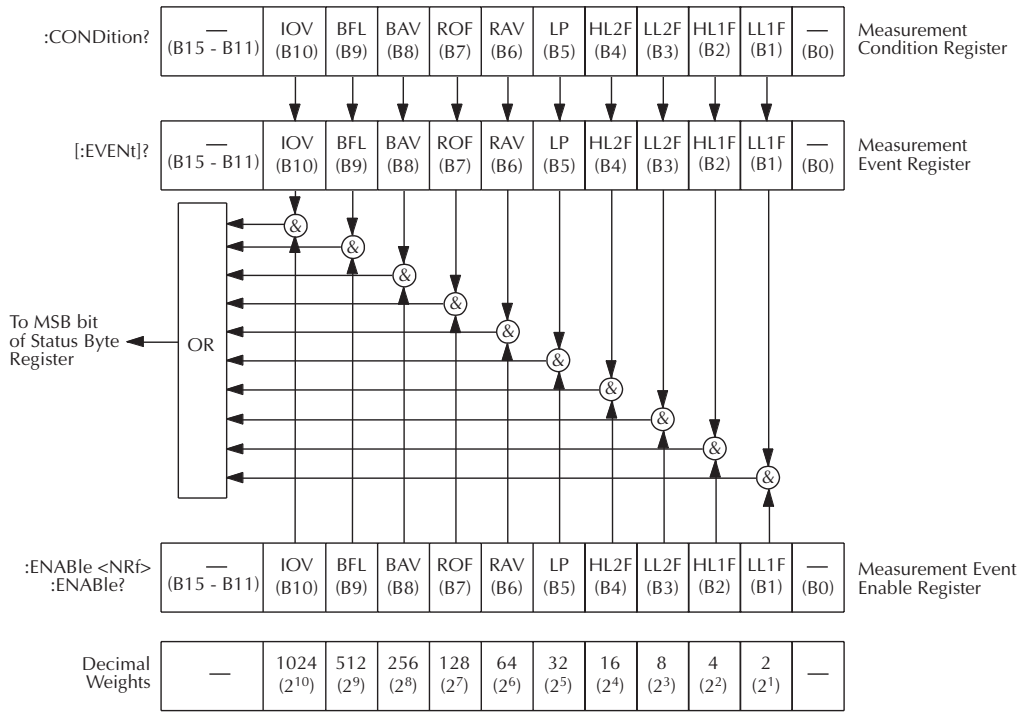 :CONDition?
—
(B15 - B11)
IOV
(B10)
BFL
(B9)
BAV
(B8)
ROF
(B7)
RAV
(B6)
LP
(B5)
HL2F
(B4)
LL2F
(B3)
HL1F
(B2)
LL1F
(B1)
—
(B0)
Measurement
Condition Register
[:EVENt]?
—
(B15 - B11)
IOV
(B10)
BFL
(B9)
BAV
(B8)
ROF
(B7)
RAV
(B6)
LP
(B5)
HL2F
(B4)
LL2F
(B3)
HL1F
(B2)
LL1F
(B1)
—
(B0)
Measurement
Event Register
&
&
&
&
&
&
&
&
&
&
To MSB bit
of Status Byte
Register
OR
:ENABle <NRf>
:ENABle?
—
(B15 - B11)
IOV
(B10)
BFL
(B9)
BAV
(B8)
ROF
(B7)
RAV
(B6)
LP
(B5)
HL2F
(B4)
LL2F
(B3)
HL1F
(B2)
LL1F
(B1)
—
(B0)
Measurement Event
Enable Register
Decimal
Weights
—
1024
(2¹⁰)
512
(2⁹)
256
(2⁸)
128
(2⁷)
64
(2⁶)
32
(2⁵)
16
(2⁴)
8
(2³)
4
(2²)
2
(2¹)
—